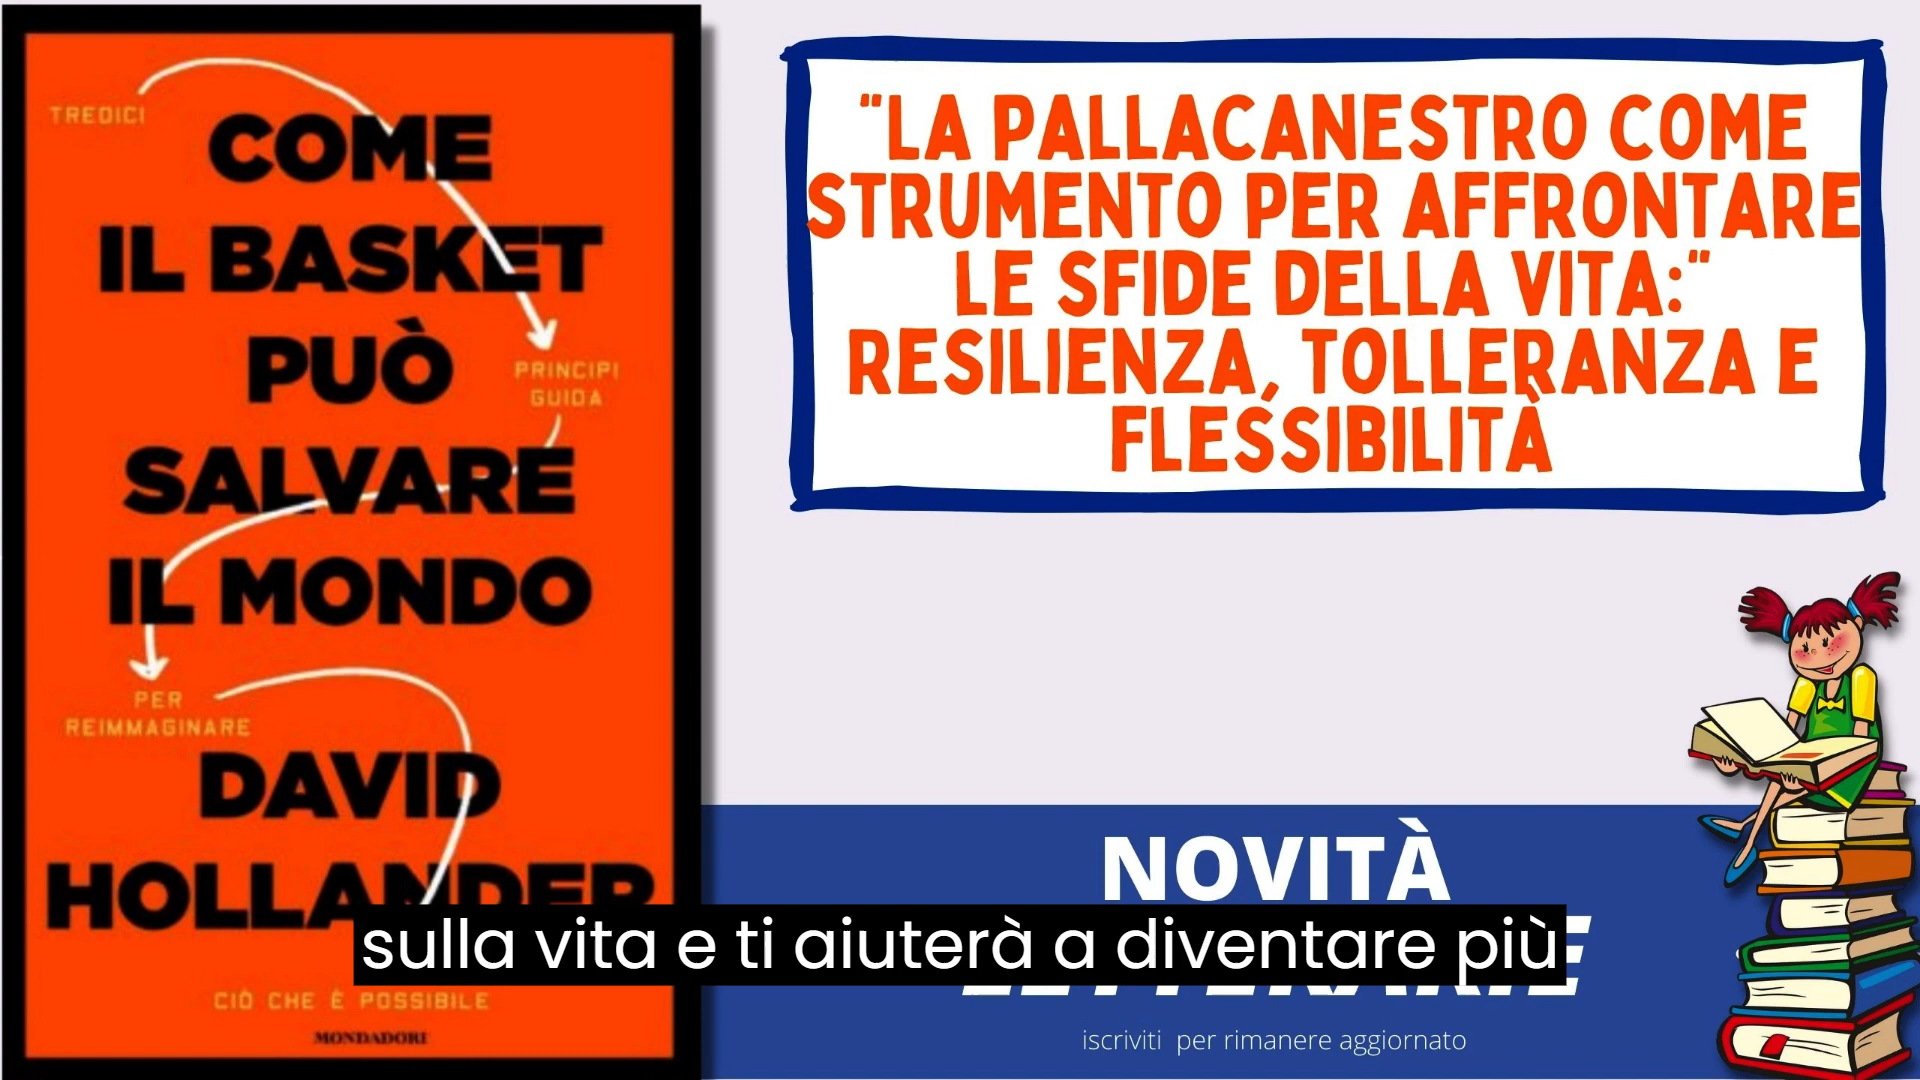 TREDICI
COME
IL BASKET
PUÒ
PRINCIPI
GUIDA
SALVARE
IL MONDO
PER
REIMMAGINARE
DAVID
HOLLANDER
CIÒ CHE È POSSIBILE
MONDADORI
"LA PALLACANESTRO COME
STRUMENTO PER AFFRONTARE
LE SFIDE DELLA VITA:"
RESILIENZA, TOLLERANZA E
FLESSIBILITÀ
NOVITÀ
LETTERARIE
sulla vita e ti aiuterà a diventare più
iscriviti per rimanere aggiornato